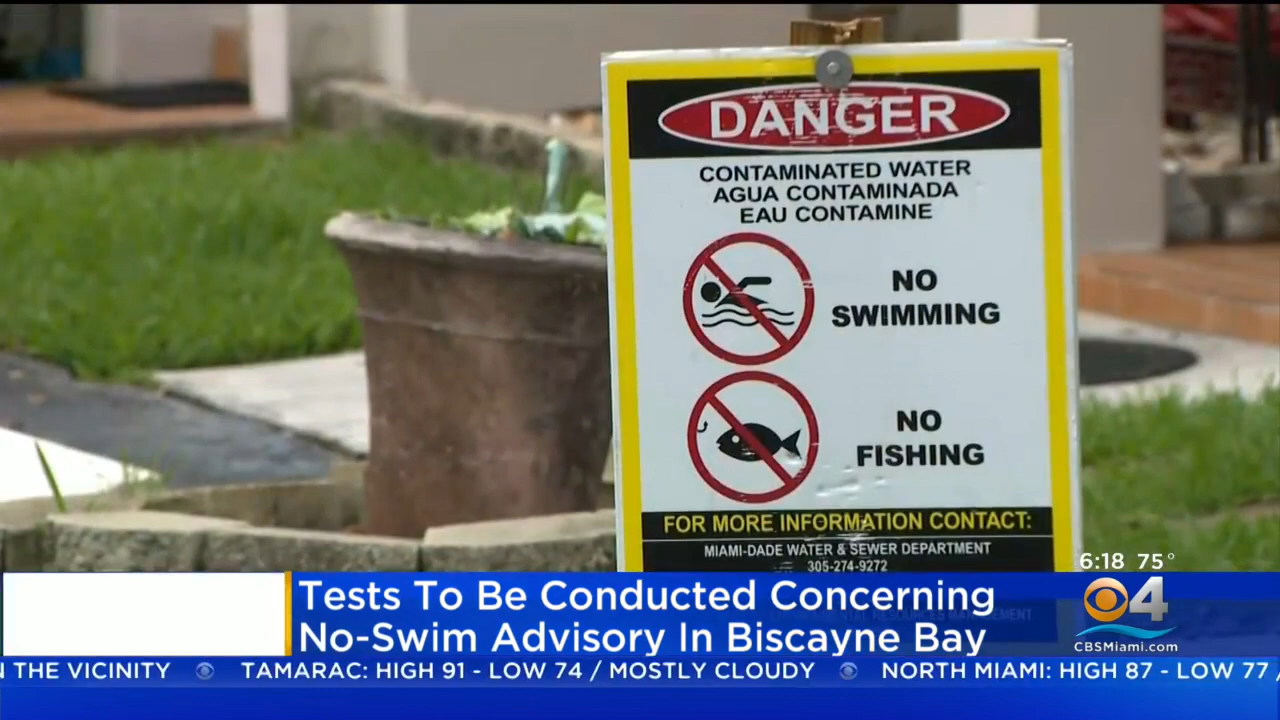 DANGER
CONTAMINATED WATER
AGUA CONTAMINADA
EAU CONTAMINE
NO
SWIMMING
NO
FISHING
FOR MORE INFORMATION CONTACT:
MIAMI-DADE WATER & SEWER DEPARTMENT
305-274-9272
6:18 75°
Tests To Be Conducted Concerning
No-Swim Advisory In Biscayne Bay
4
CBSMiami.com
N THE VICINITY TAMARAC: HIGH 91 - LOW 74 / MOSTLY CLOUDY NORTH MIAMI: HIGH 87 - LOW 77 /